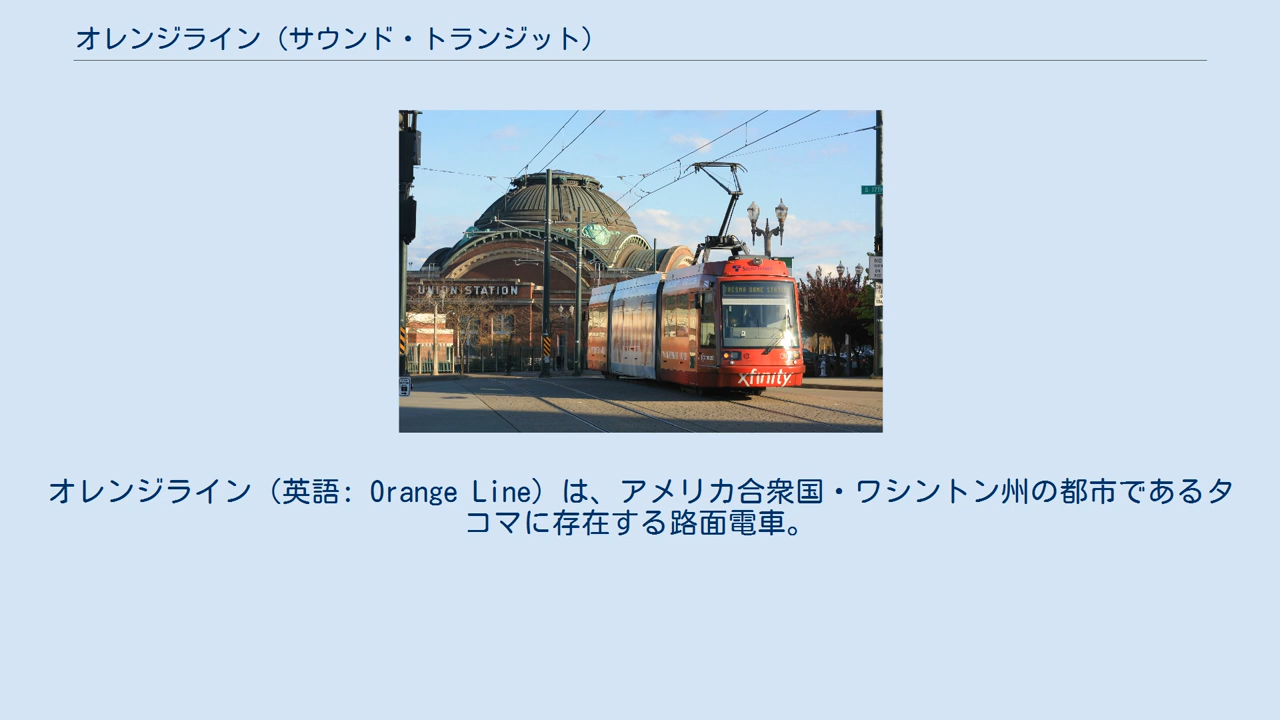 オレンジライン（サウンド・トランジット）
UNION STATION
TACOMA DOME STATION
xfinity
オレンジライン（英語: Orange Line）は、アメリカ合衆国・ワシントン州の都市であるタ
コマに存在する路面電車。